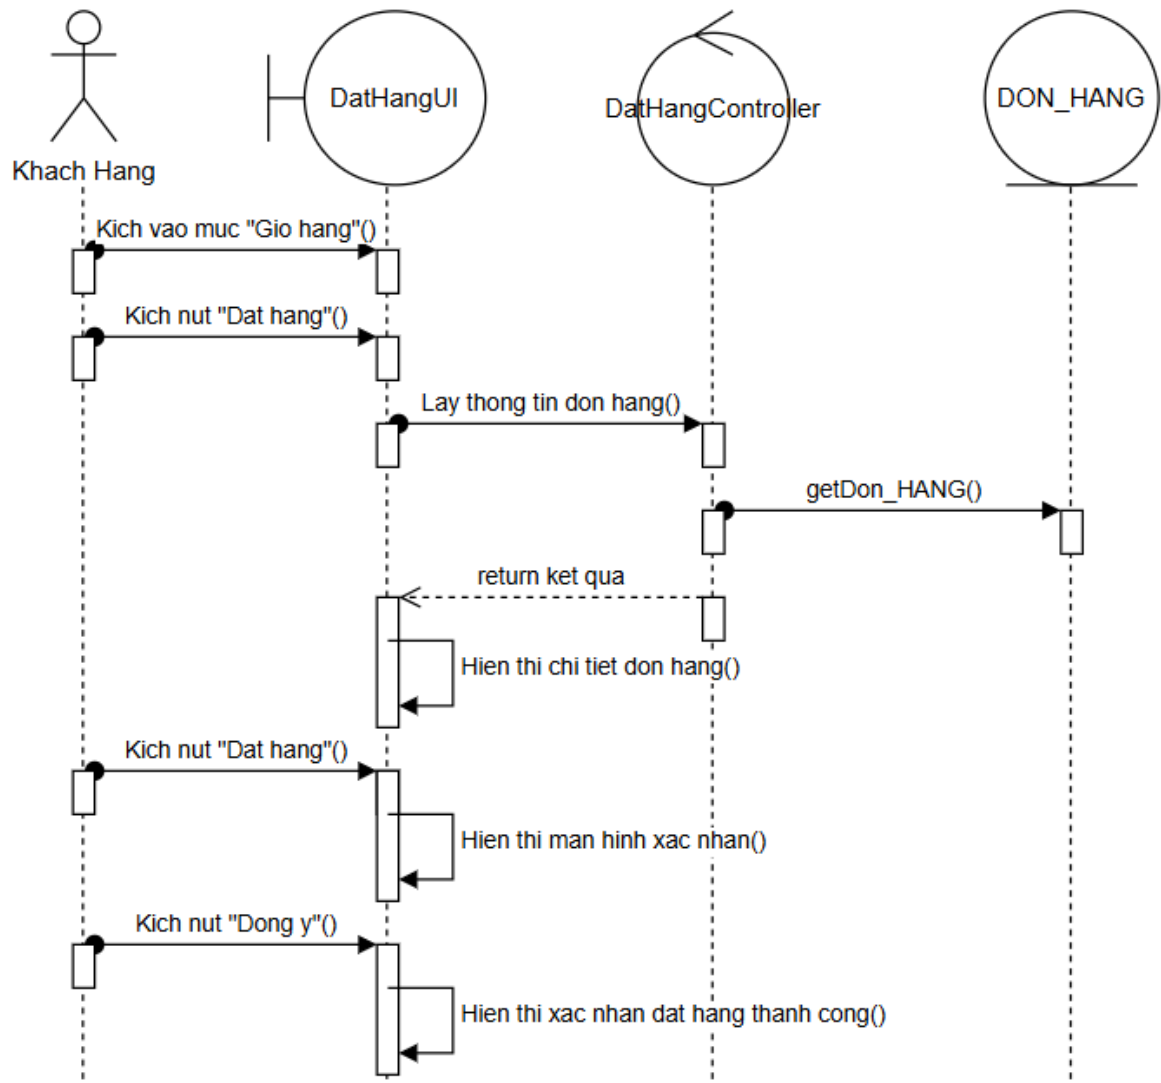 DatHangUI
DatHangController
DON_HANG
Khach Hang
Kich vao muc "Gio hang"()
Kich nut "Dat hang"()
Lay thong tin don hang()
getDon_HANG()
return ket qua
Hien thi chi tiet don hang()
Kich nut "Dat hang"()
Hien thi man hinh xac nhan()
Kich nut "Dong y"()
Hien thi xac nhan dat hang thanh cong()